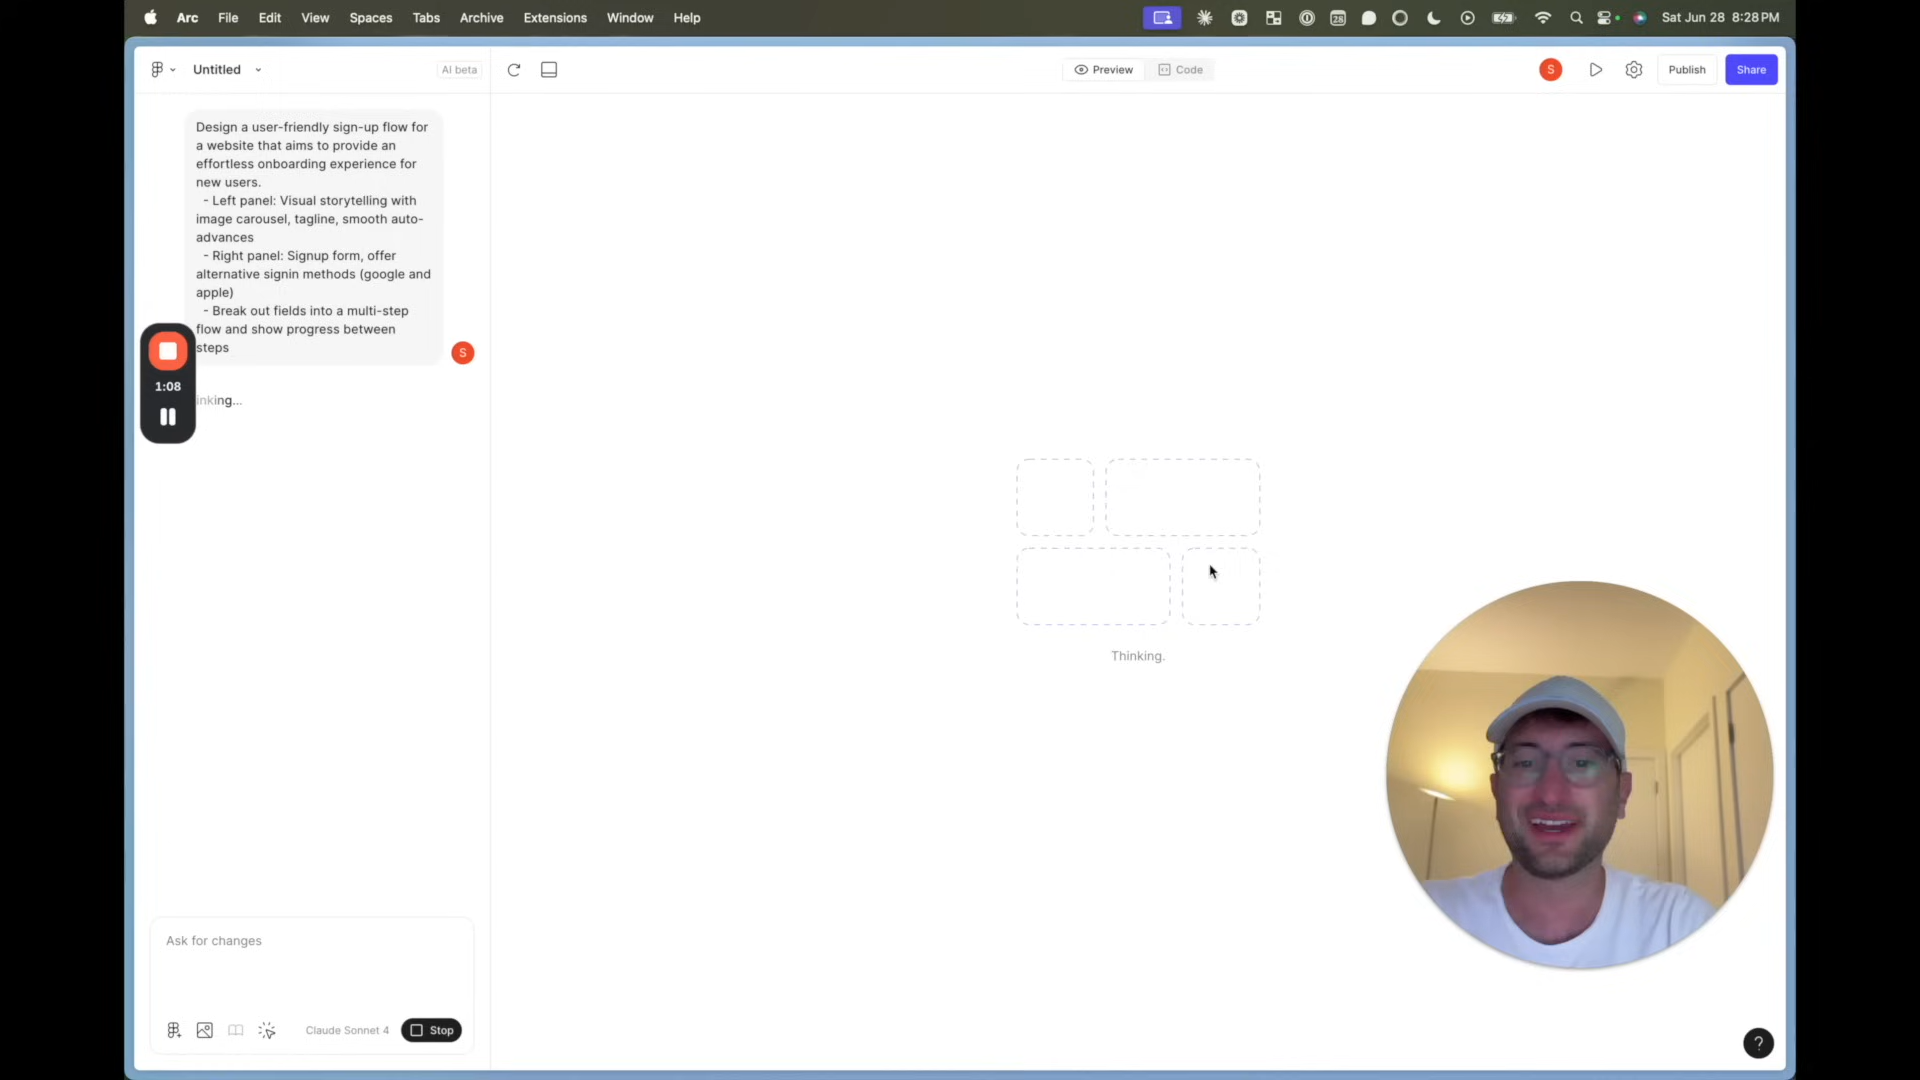 Arc File Edit View Spaces Tabs Archive Extensions Window Help
28
Sat Jun 28 8:28 PM
Untitled
AI beta
Preview
Code
S
Publish
Share
Design a user-friendly sign-up flow for
a website that aims to provide an
effortless onboarding experience for
new users.
- Left panel: Visual storytelling with
image carousel, tagline, smooth auto-
advances
- Right panel: Signup form, offer
alternative signin methods (google and
apple)
- Break out fields into a multi-step
flow and show progress between
steps
S
1:08
inking...
Thinking.
Ask for changes
Claude Sonnet 4
Stop
?